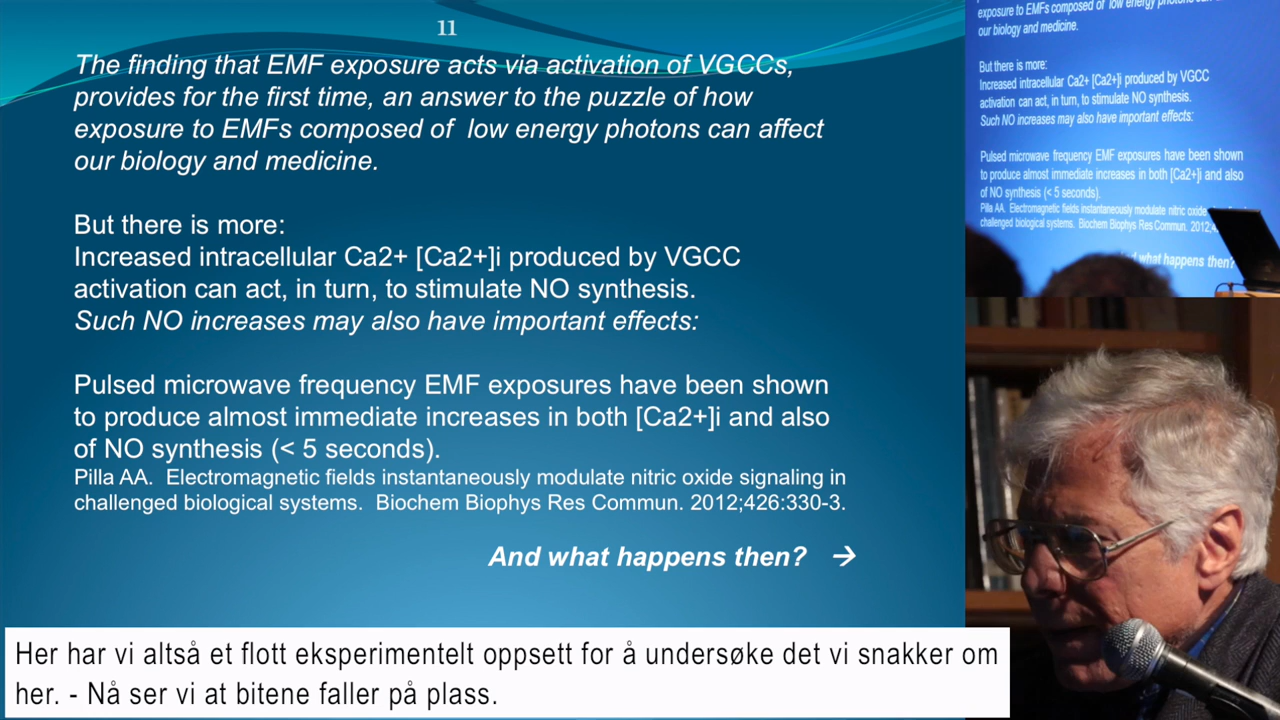 11
The finding that EMF exposure acts via activation of VGCCs,
provides for the first time, an answer to the puzzle of how
exposure to EMFs composed of low energy photons can affect
our biology and medicine.
But there is more:
Increased intracellular Ca2+ [Ca2+]i produced by VGCC
activation can act, in turn, to stimulate NO synthesis.
Such NO increases may also have important effects:
Pulsed microwave frequency EMF exposures have been shown
to produce almost immediate increases in both [Ca2+]i and also
of NO synthesis (< 5 seconds).
Pilla AA. Electromagnetic fields instantaneously modulate nitric oxide signaling in
challenged biological systems. Biochem Biophys Res Commun. 2012;426:330-3.
And what happens then? →
exposure to EMFs composed of low energy photons can
our biology and medicine.
But there is more:
Increased intracellular Ca2+ [Ca2+]i produced by VGCC
activation can act, in turn, to stimulate NO synthesis.
Such NO increases may also have important effects:
Pulsed microwave frequency EMF exposures have been shown
to produce almost immediate increases in both [Ca2+]i and also
of NO synthesis (< 5 seconds).
Pilla AA. Electromagnetic fields instantaneously modulate nitric oxide
challenged biological systems. Biochem Biophys Res Commun. 2012;4
what happens then?
Her har vi altså et flott eksperimentelt oppsett for å undersøke det vi snakker om
her. - Nå ser vi at bitene faller på plass.